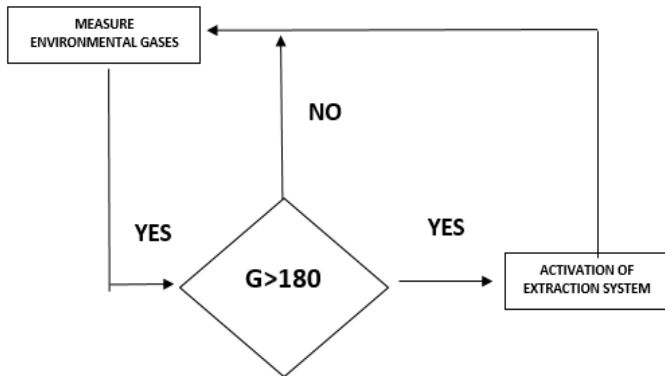 MEASURE
ENVIRONMENTAL GASES
NO
YES
YES
G>180
ACTIVATION OF
EXTRACTION SYSTEM